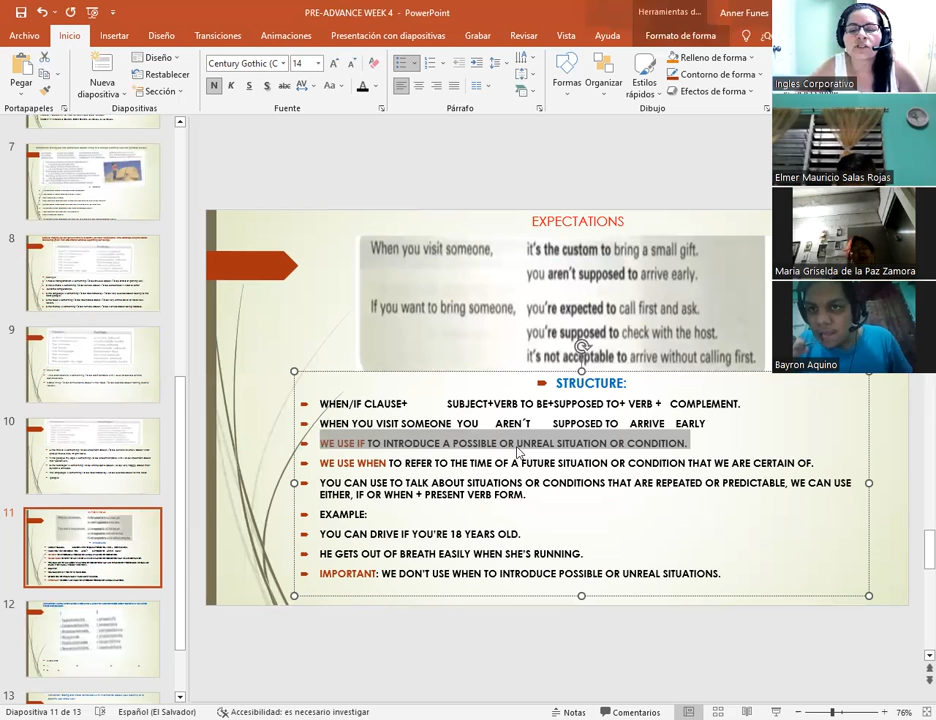 PRE-ADVANCE WEEK 4 - PowerPoint
Herramientas d...
Anner Funes
Archivo
Inicio
Insertar
Diseño
Transiciones
Animaciones
Presentación con diapositivas
Grabar
Revisar
Vista
Ayuda
Formato de forma
Pegar
Nueva diapositiva
Diseño
Restablecer
Sección
Century Gothic (C
14
N K S abc AV Aa A
Formas
Organizar
Estilos rápidos
Relleno de forma
Contorno de forma
Efectos de forma
Portapapeles
Diapositivas
Fuente
Párrafo
Dibujo
Ingles Corporativo
Elmer Mauricio Salas Rojas
Maria Griselda de la Paz Zamora
Bayron Aquino
7
8
9
10
11
12
13
EXPECTATIONS
When you visit someone, it's the custom to bring a small gift.
you aren't supposed to arrive early.
If you want to bring someone, you're expected to call first and ask.
you're supposed to check with the host.
it's not acceptable to arrive without calling first.
STRUCTURE:
WHEN/IF CLAUSE+ SUBJECT+VERB TO BE+SUPPOSED TO+ VERB + COMPLEMENT.
WHEN YOU VISIT SOMEONE YOU AREN´T SUPPOSED TO ARRIVE EARLY
WE USE IF TO INTRODUCE A POSSIBLE OR UNREAL SITUATION OR CONDITION.
WE USE WHEN TO REFER TO THE TIME OF A FUTURE SITUATION OR CONDITION THAT WE ARE CERTAIN OF.
YOU CAN USE TO TALK ABOUT SITUATIONS OR CONDITIONS THAT ARE REPEATED OR PREDICTABLE, WE CAN USE
EITHER, IF OR WHEN + PRESENT VERB FORM.
EXAMPLE:
YOU CAN DRIVE IF YOU'RE 18 YEARS OLD.
HE GETS OUT OF BREATH EASILY WHEN SHE'S RUNNING.
IMPORTANT: WE DON'T USE WHEN TO INTRODUCE POSSIBLE OR UNREAL SITUATIONS.
Diapositiva 11 de 13
Español (El Salvador)
Accesibilidad: es necesario investigar
Notas
Comentarios
76%